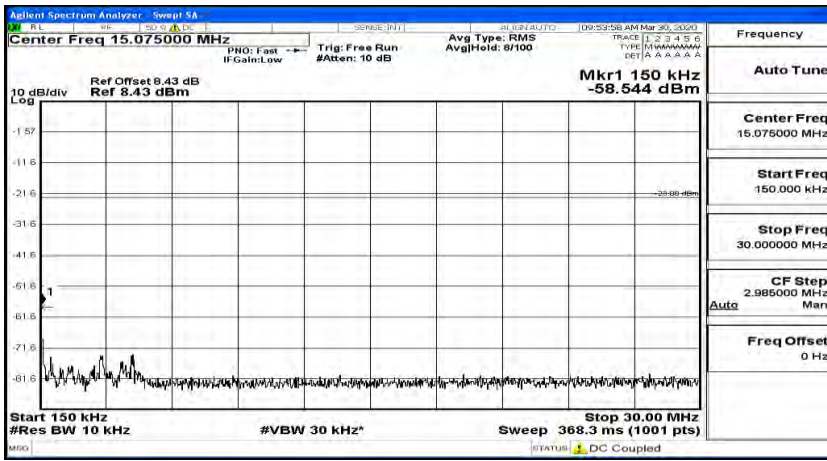 Agilent Spectrum Analyzer - Swept SA
RL RF 50 Ω DC SENSE:INT ALIGN AUTO 09:53:58 AM Mar 30, 2020
Center Freq 15.075000 MHz
PNO: Fast
IFGain:Low
Trig: Free Run
#Atten: 10 dB
Avg Type: RMS
Avg|Hold: 8/100
TRACE 1 2 3 4 5 6
TYPE MWWWWW
DET A A A A A A
Ref Offset 8.43 dB
10 dB/div Ref 8.43 dBm
Log
Mkr1 150 kHz
-58.544 dBm
-1.57
-11.6
-21.6
-31.6
-41.6
-51.6
-61.6
-71.6
-81.6
1
Start 150 kHz Stop 30.00 MHz
#Res BW 10 kHz #VBW 30 kHz* Sweep 368.3 ms (1001 pts)
MSG STATUS DC Coupled
Frequency
Auto Tune
Center Freq
15.075000 MHz
Start Freq
150.000 kHz
Stop Freq
30.000000 MHz
CF Step
2.985000 MHz
Auto Man
Freq Offset
0 Hz